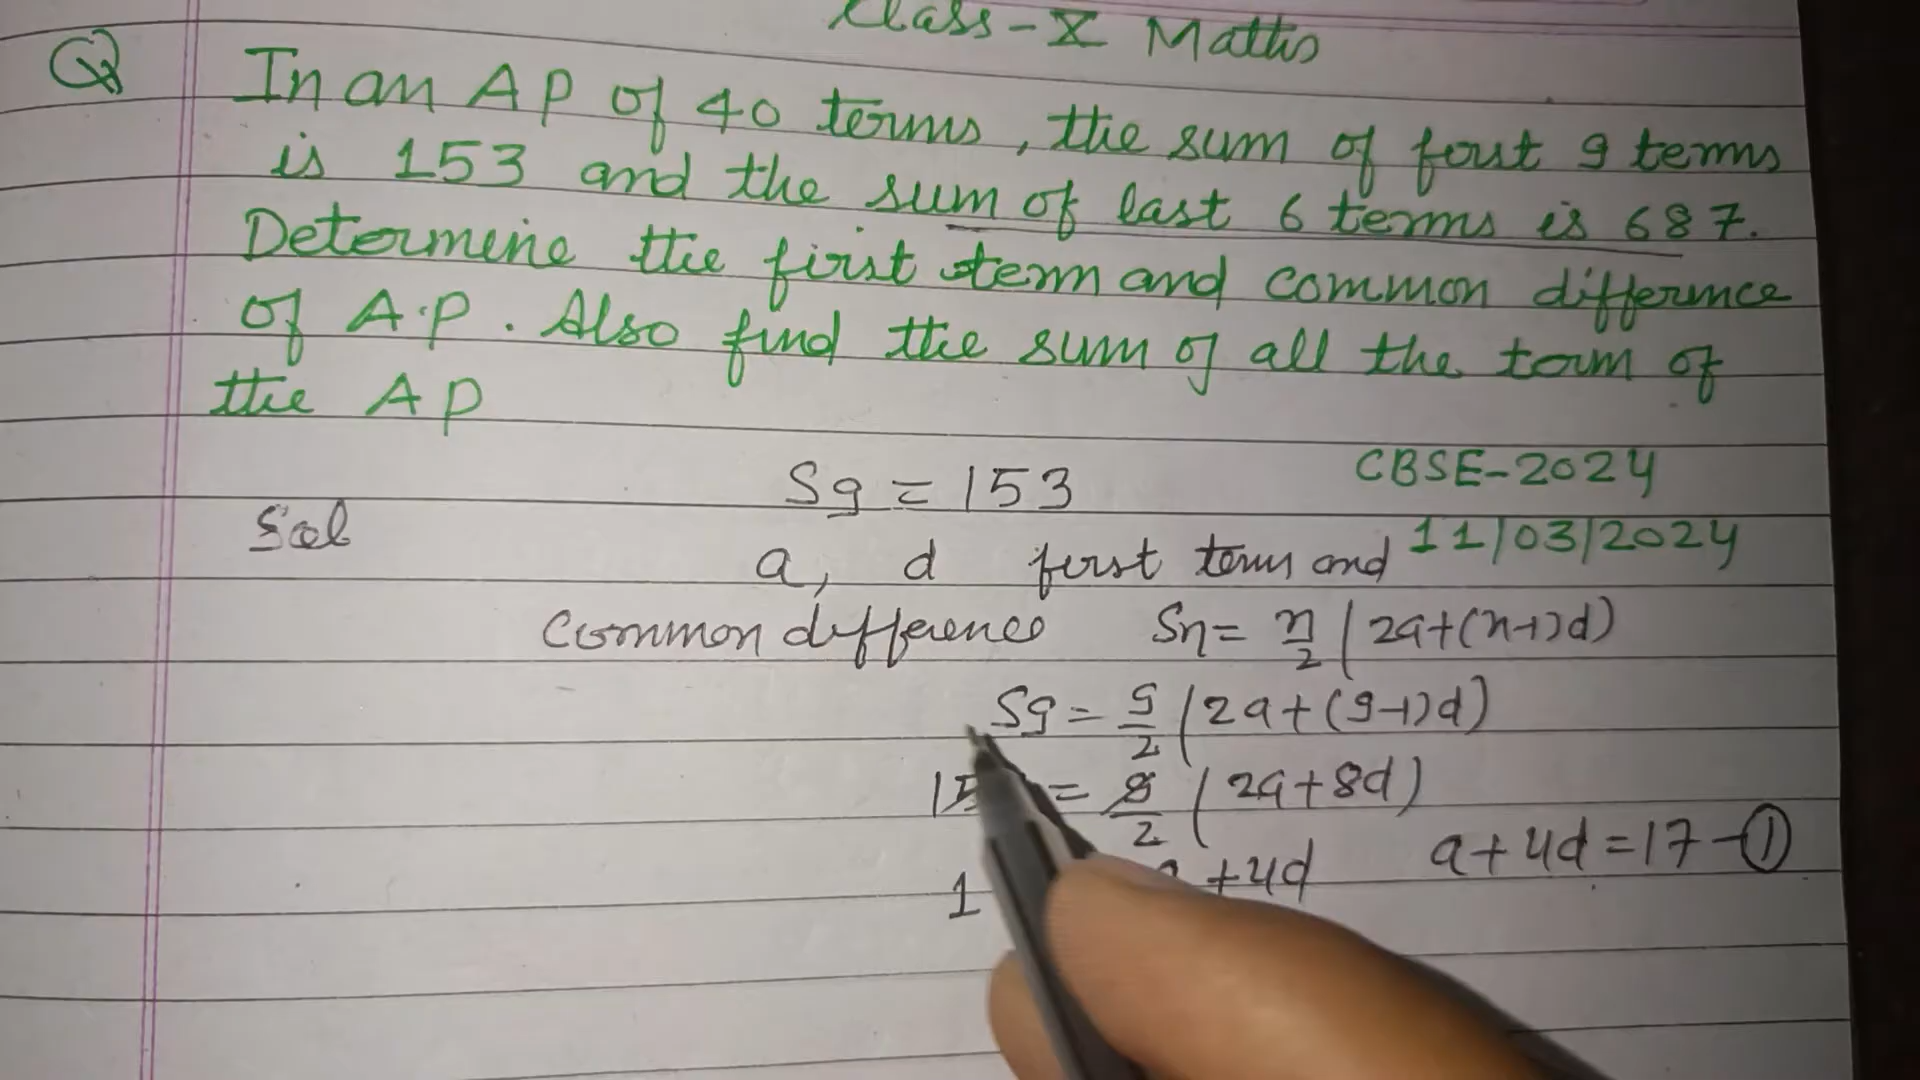 Class-X Maths
Q In an AP of 40 terms, the sum of first 9 terms
is 153 and the sum of last 6 terms is 687.
Determine the first term and common difference
of A.P. Also find the sum of all the term of
the AP
S9 = 153 CBSE-2024
Sol
a, d first term and 11/03/2024
Common difference Sn = n/2 (2a+(n-1)d)
S9 = 9/2 (2a+(9-1)d)
= 9/2 (2a+8d)
+4d a+4d=17-①